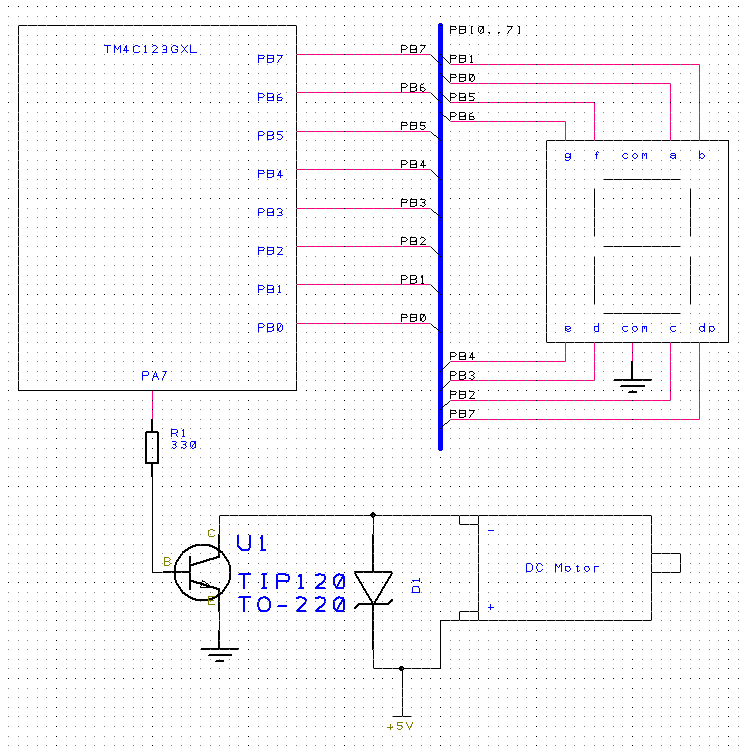 PB[0..7]
TM4C123GXL
PB7 PB7 PB1
PB0
PB6 PB6 PB5
PB6
PB5 PB5
g f com a b
PB4 PB4
PB3 PB3
PB2 PB2
PB1 PB1
PB0 PB0
e d com c dp
PB4
PA7 PB3
PB2
PB7
R1
330
C
U1
B
TIP120
TO-220
E
D1
-
DC Motor
+
+5V